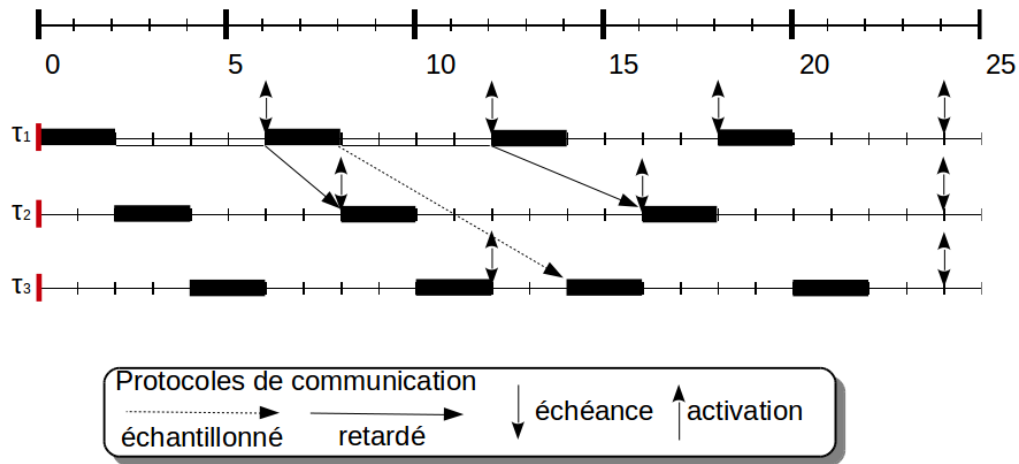 0 5 10 15 20 25
τ1
τ2
τ3
Protocoles de communication
échantillonné retardé échéance activation